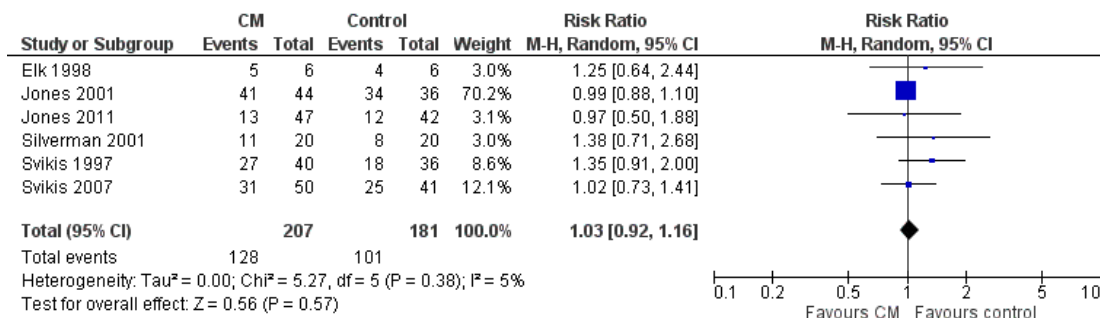 CM Control Risk Ratio Risk Ratio
Study or Subgroup Events Total Events Total Weight M-H, Random, 95% CI M-H, Random, 95% CI
Elk 1998 5 6 4 6 3.0% 1.25 [0.64, 2.44]
Jones 2001 41 44 34 36 70.2% 0.99 [0.88, 1.10]
Jones 2011 13 47 12 42 3.1% 0.97 [0.50, 1.88]
Silverman 2001 11 20 8 20 3.0% 1.38 [0.71, 2.68]
Svikis 1997 27 40 18 36 8.6% 1.35 [0.91, 2.00]
Svikis 2007 31 50 25 41 12.1% 1.02 [0.73, 1.41]
Total (95% CI) 207 181 100.0% 1.03 [0.92, 1.16]
Total events 128 101
Heterogeneity: Tau² = 0.00; Chi² = 5.27, df = 5 (P = 0.38); I² = 5%
Test for overall effect: Z = 0.56 (P = 0.57)
0.1 0.2 0.5 1 2 5 10
Favours CM Favours control